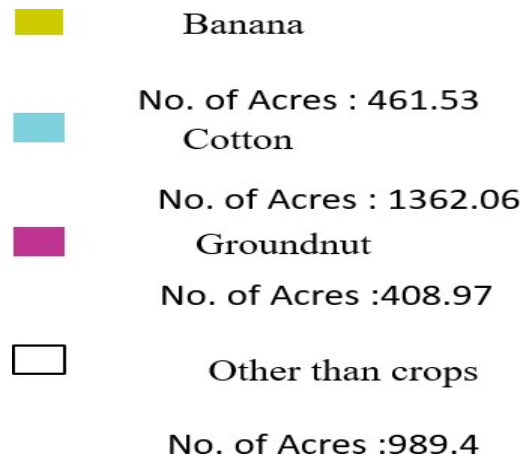 Banana
No. of Acres : 461.53
Cotton
No. of Acres : 1362.06
Groundnut
No. of Acres :408.97
Other than crops
No. of Acres :989.4